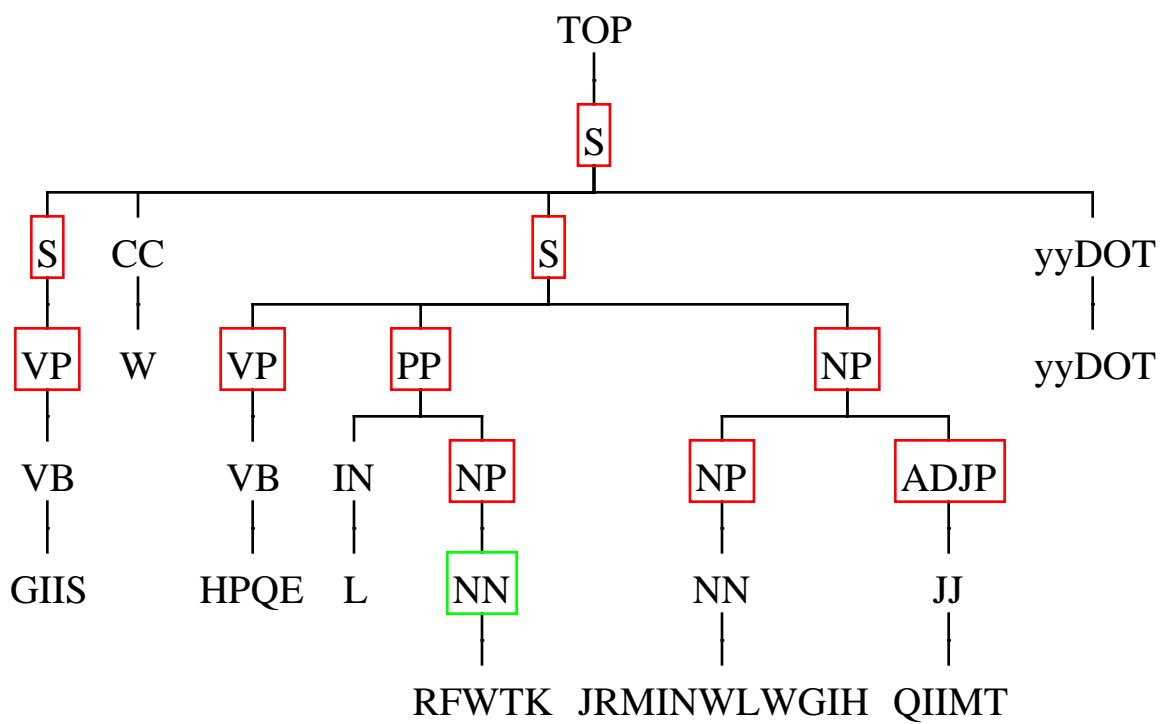 TOP
S
S CC S yyDOT
VP W VP PP NP yyDOT
VB VB IN NP NP ADJP
GIIS HPQE L NN NN JJ
RFWTK JRMINWLWGIH QIIMT